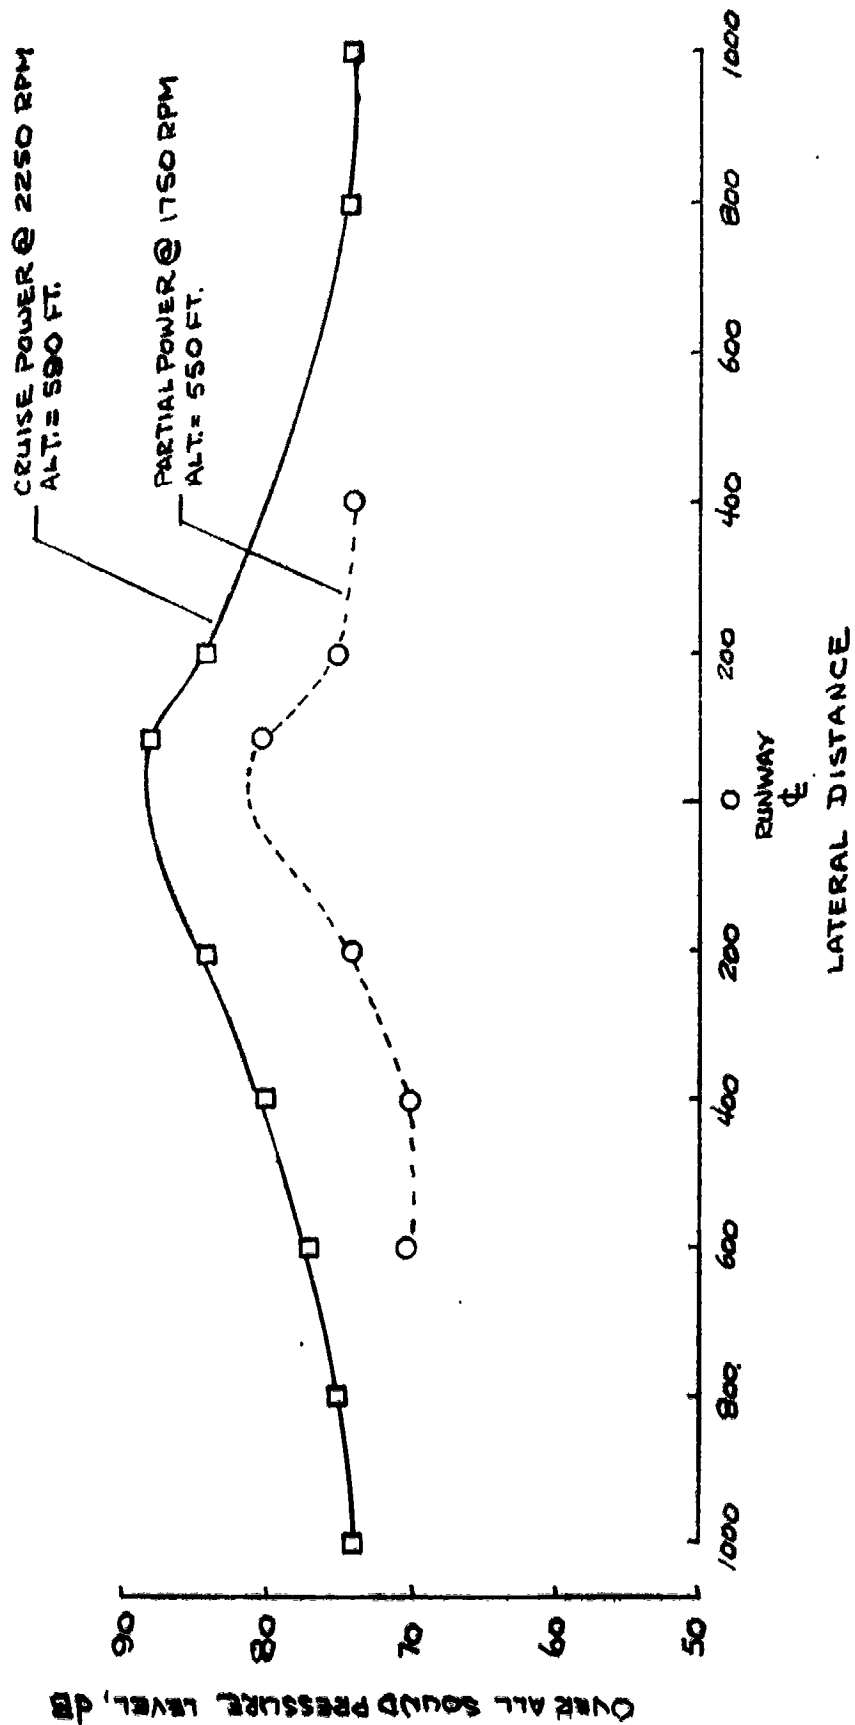 CRUISE POWER @ 2250 RPM
ALT. = 590 FT.
PARTIAL POWER @ 1750 RPM
ALT. = 550 FT.
OVER ALL SOUND PRESSURE LEVEL, dB
90
80
70
60
50
1000
800
600
400
200
0
200
400
600
800
1000
RUNWAY
℄
LATERAL DISTANCE